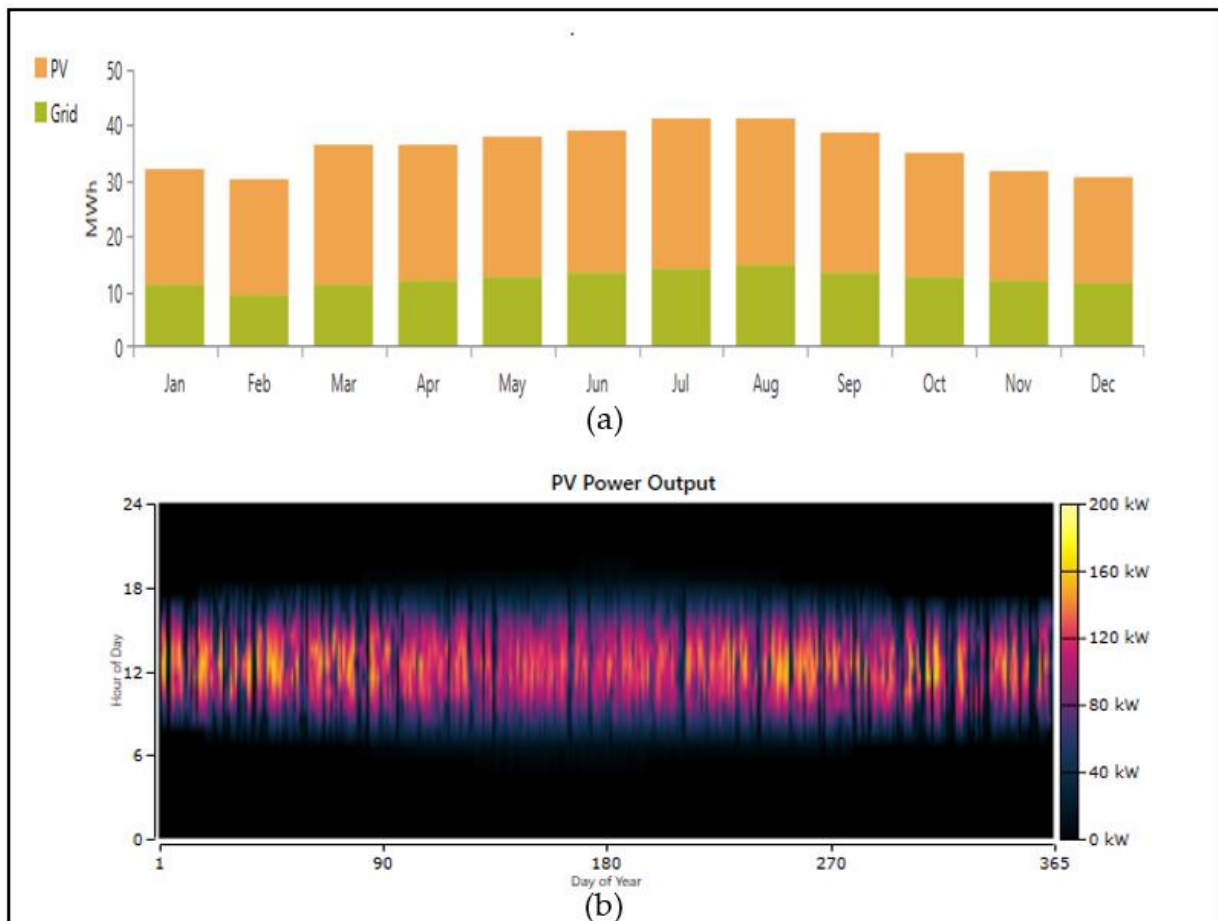 PV
Grid
50
40
30
20
10
0
MWh
Jan Feb Mar Apr May Jun Jul Aug Sep Oct Nov Dec
(a)
PV Power Output
24
18
12
6
0
Hour of Day
1 90 180 270 365
Day of Year
200 kW
160 kW
120 kW
80 kW
40 kW
0 kW
(b)